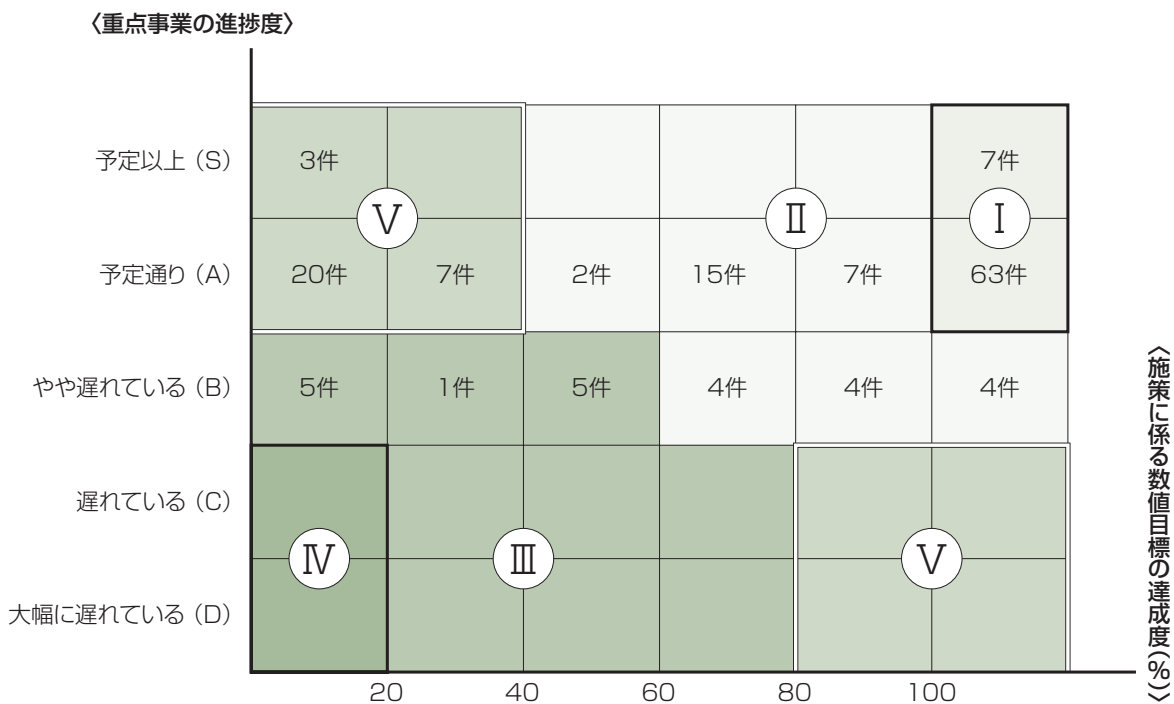 〈重点事業の進捗度〉
予定以上(S)
3件
7件
Ⅴ
Ⅱ
Ⅰ
予定通り(A)
20件
7件
2件
15件
7件
63件
やや遅れている(B)
5件
1件
5件
4件
4件
4件
遅れている(C)
Ⅳ
Ⅲ
Ⅴ
大幅に遅れている(D)
20
40
60
80
100
〈施策に係る数値目標の達成度(%)〉